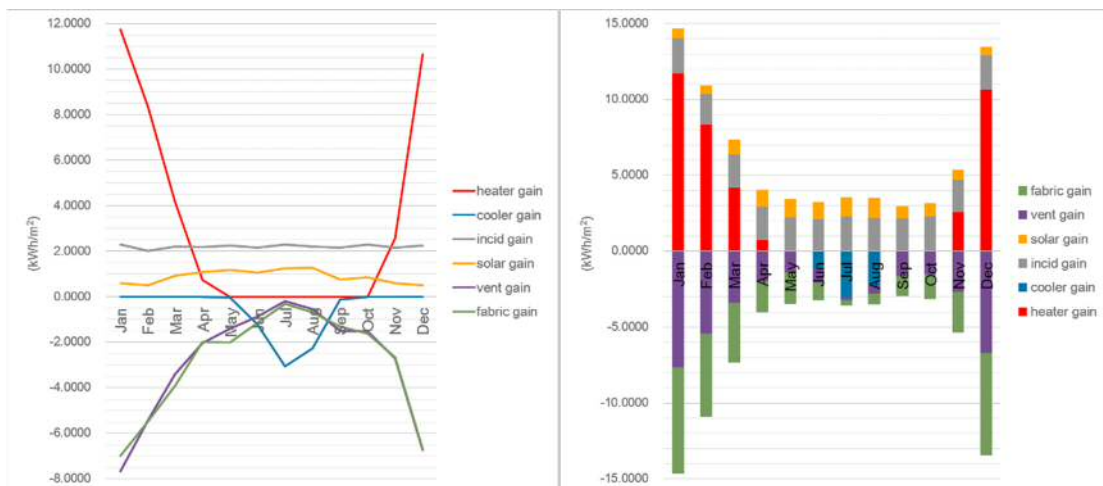 12.0000
10.0000
8.0000
6.0000
4.0000
2.0000
0.0000
-2.0000
-4.0000
-6.0000
-8.0000
(kWh/m²)
Jan
Feb
Mar
Apr
May
Jun
Jul
Aug
Sep
Oct
Nov
Dec
heater gain
cooler gain
incid gain
solar gain
vent gain
fabric gain
15.0000
10.0000
5.0000
0.0000
-5.0000
-10.0000
-15.0000
(kWh/m²)
Jan
Feb
Mar
Apr
May
Jun
Jul
Aug
Sep
Oct
Nov
Dec
fabric gain
vent gain
solar gain
incid gain
cooler gain
heater gain